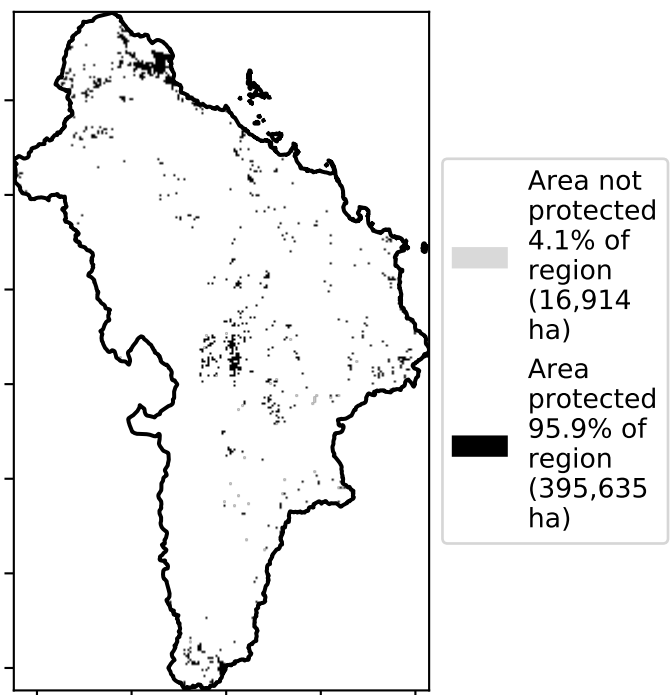 Area not
protected
4.1% of
region
(16,914
ha)
Area
protected
95.9% of
region
(395,635
ha)